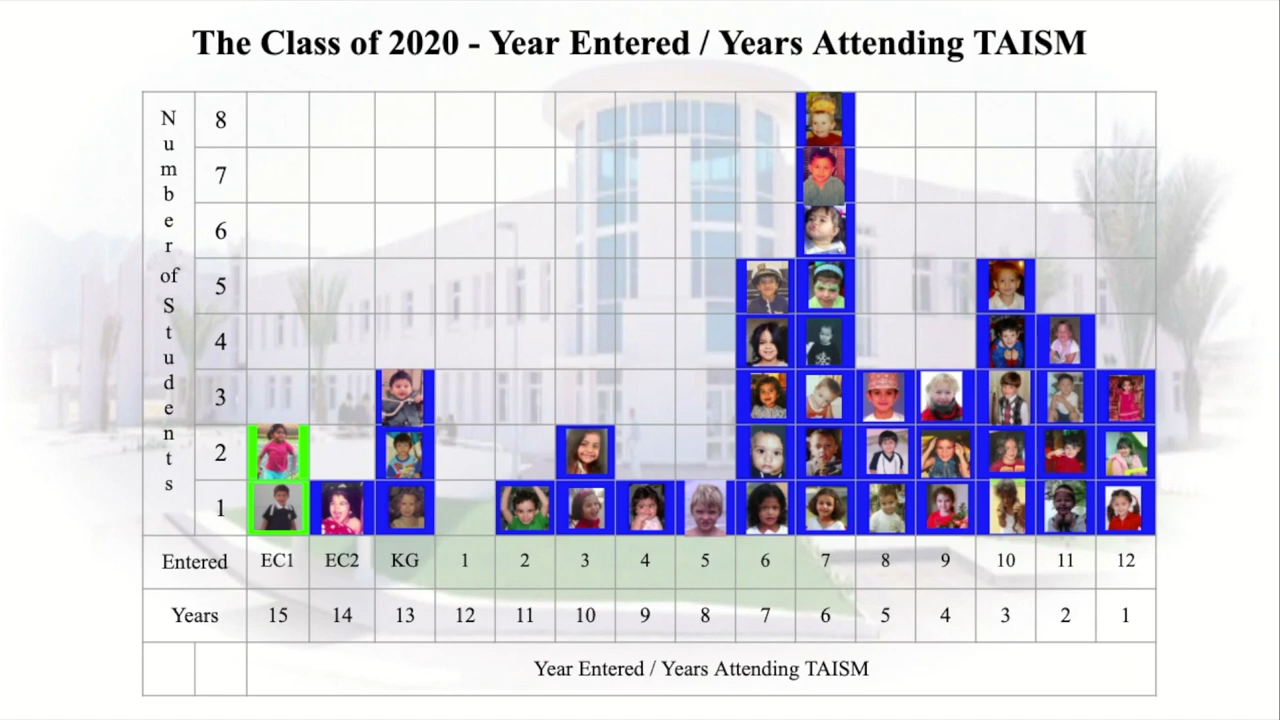 The Class of 2020 - Year Entered / Years Attending TAISM
Number of Students
8
7
6
5
4
3
2
1
Entered EC1 EC2 KG 1 2 3 4 5 6 7 8 9 10 11 12
Years 15 14 13 12 11 10 9 8 7 6 5 4 3 2 1
Year Entered / Years Attending TAISM